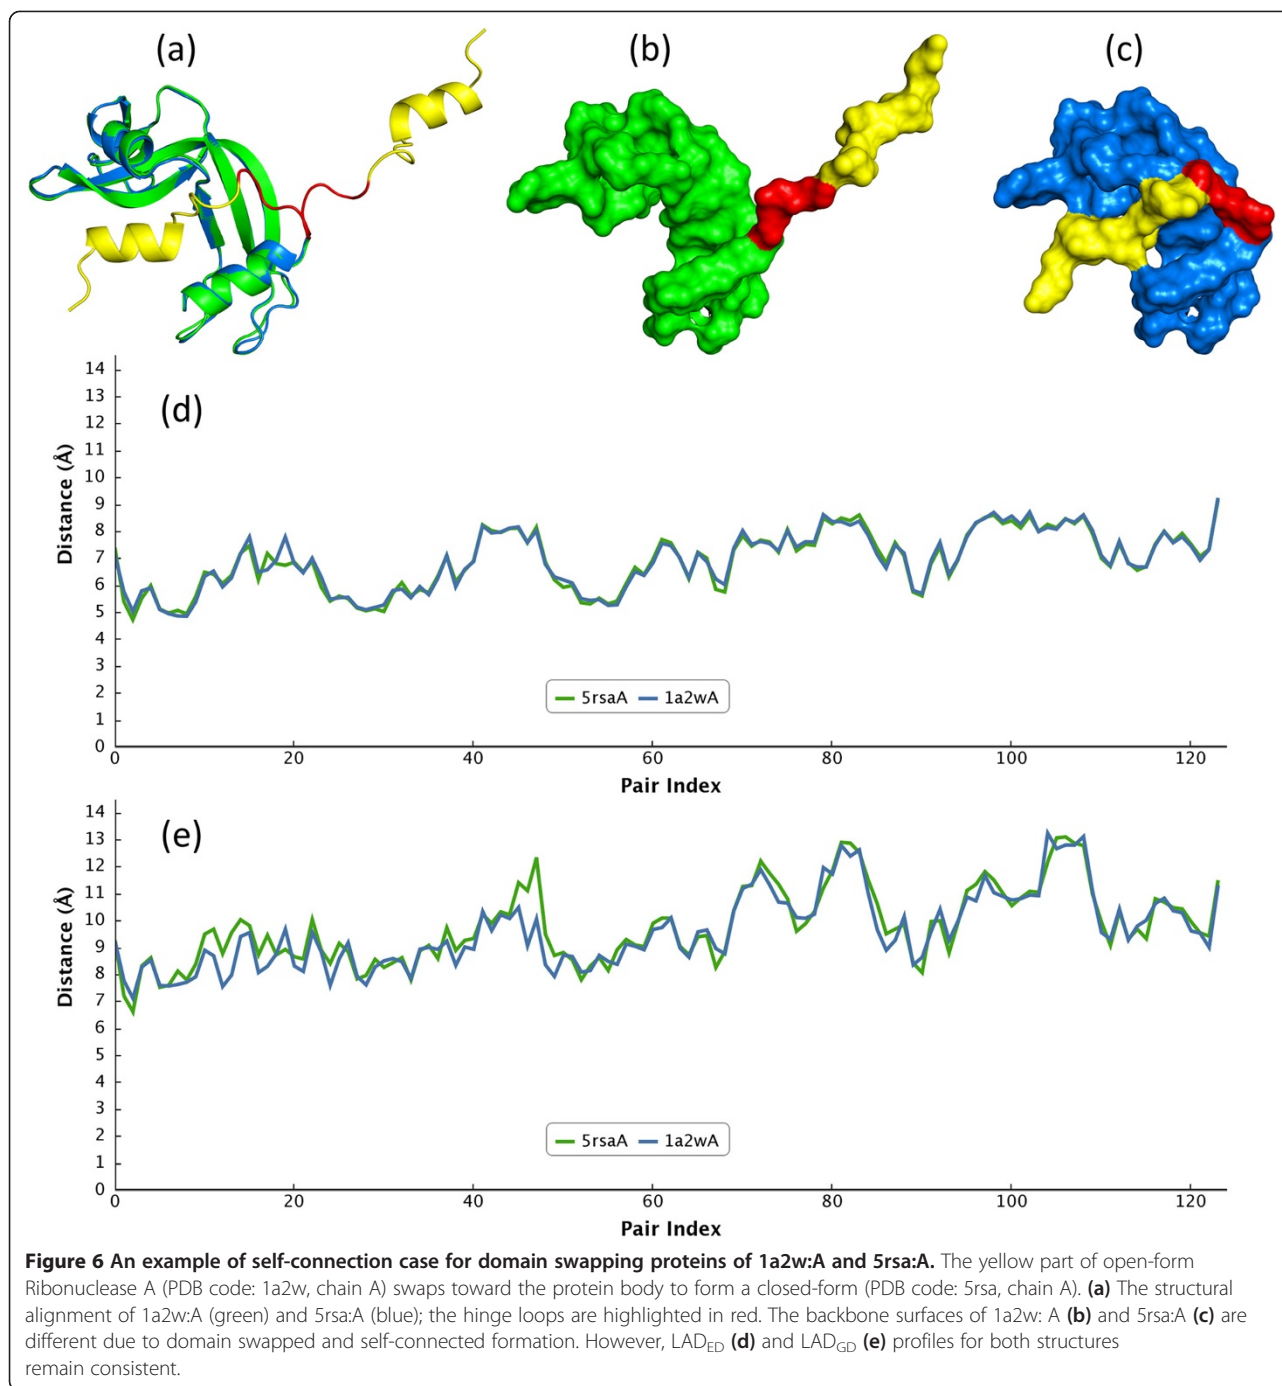 (a)
(b)
(c)
14
13
12
11
10
9
8
7
6
5
4
3
2
1
0
Distance (Å)
(d)
5rsaA 1a2wA
0 20 40 60 80 100 120
Pair Index
14
13
12
11
10
9
8
7
6
5
4
3
2
1
0
Distance (Å)
(e)
5rsaA 1a2wA
0 20 40 60 80 100 120
Pair Index
Figure 6 An example of self-connection case for domain swapping proteins of 1a2w:A and 5rsa:A. The yellow part of open-form
Ribonuclease A (PDB code: 1a2w, chain A) swaps toward the protein body to form a closed-form (PDB code: 5rsa, chain A). (a) The structural
alignment of 1a2w:A (green) and 5rsa:A (blue); the hinge loops are highlighted in red. The backbone surfaces of 1a2w: A (b) and 5rsa:A (c) are
different due to domain swapped and self-connected formation. However, LAD_ED (d) and LAD_GD (e) profiles for both structures
remain consistent.